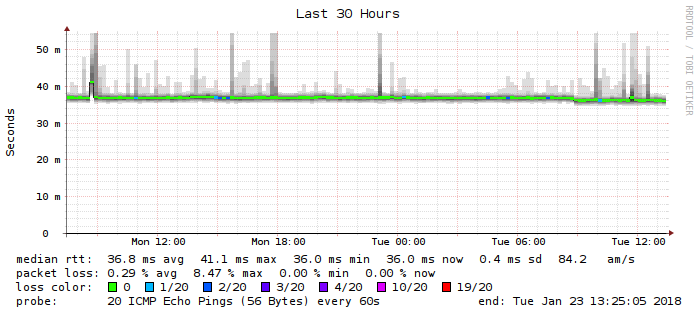 Last 30 Hours
RRDTOOL / TOBI OETIKER
Seconds
50 m
40 m
30 m
20 m
10 m
0
Mon 12:00 Mon 18:00 Tue 00:00 Tue 06:00 Tue 12:00
median rtt: 36.8 ms avg 41.1 ms max 36.0 ms min 36.0 ms now 0.4 ms sd 84.2 am/s
packet loss: 0.29 % avg 8.47 % max 0.00 % min 0.00 % now
loss color: 0 1/20 2/20 3/20 4/20 10/20 19/20
probe: 20 ICMP Echo Pings (56 Bytes) every 60s end: Tue Jan 23 13:25:05 2018